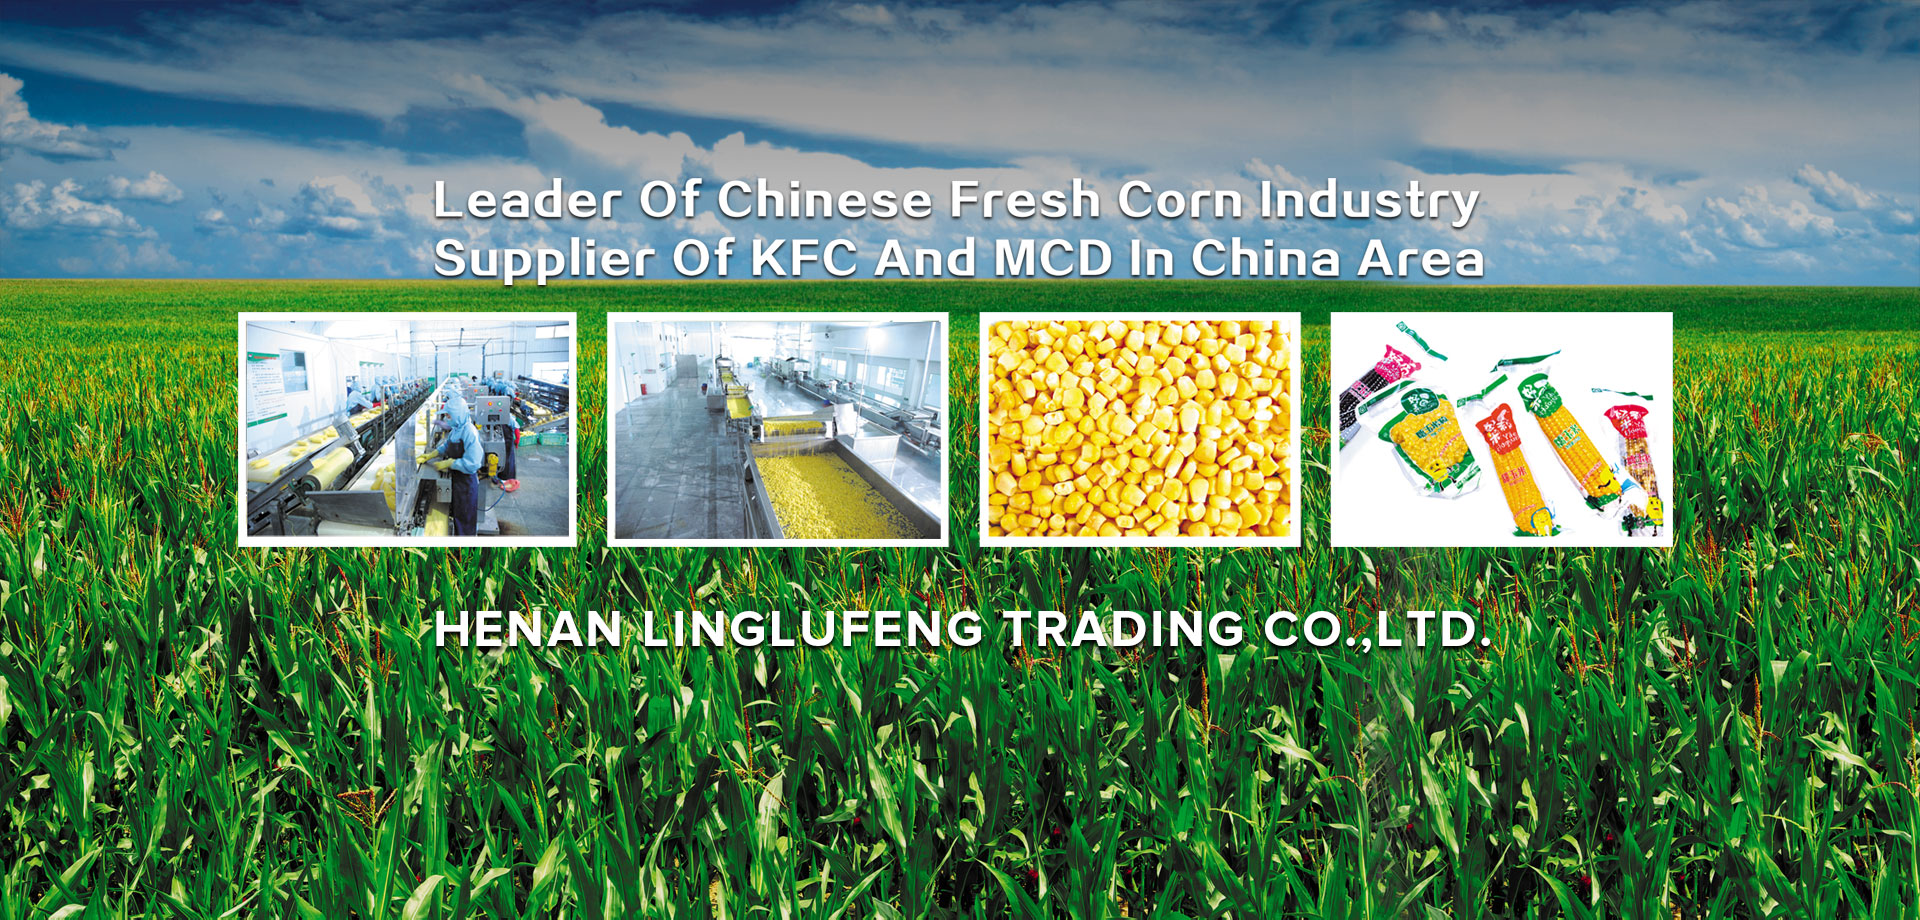 Leader Of Chinese Fresh Corn Industry
Supplier Of KFC And MCD In China Area
HENAN LINGLUFENG TRADING CO.,LTD.